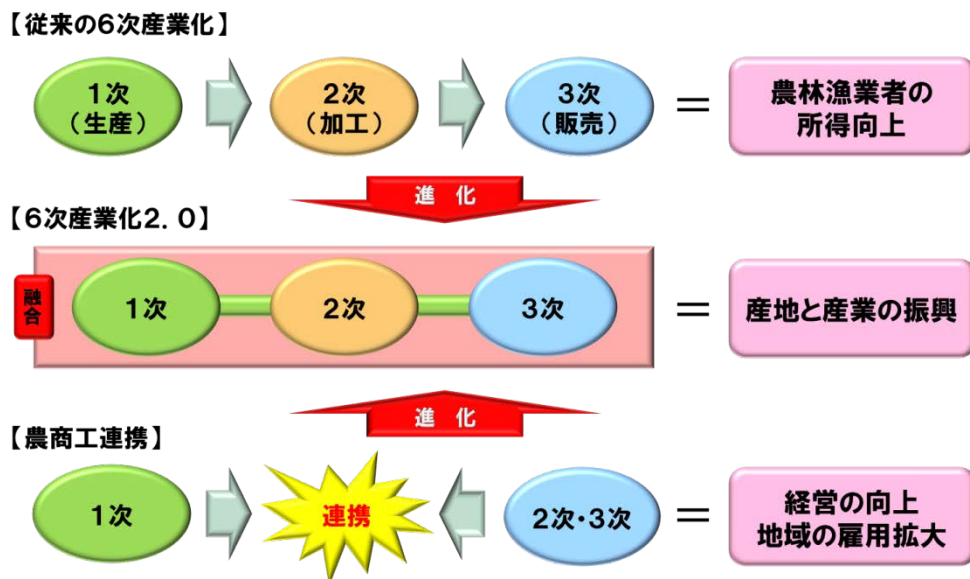 【従来の6次産業化】
1次
（生産）
2次
（加工）
3次
（販売）
＝
農林漁業者の
所得向上
進 化
【6次産業化2．0】
融合
1次
2次
3次
＝
産地と産業の振興
進 化
【農商工連携】
1次
連携
2次・3次
＝
経営の向上
地域の雇用拡大